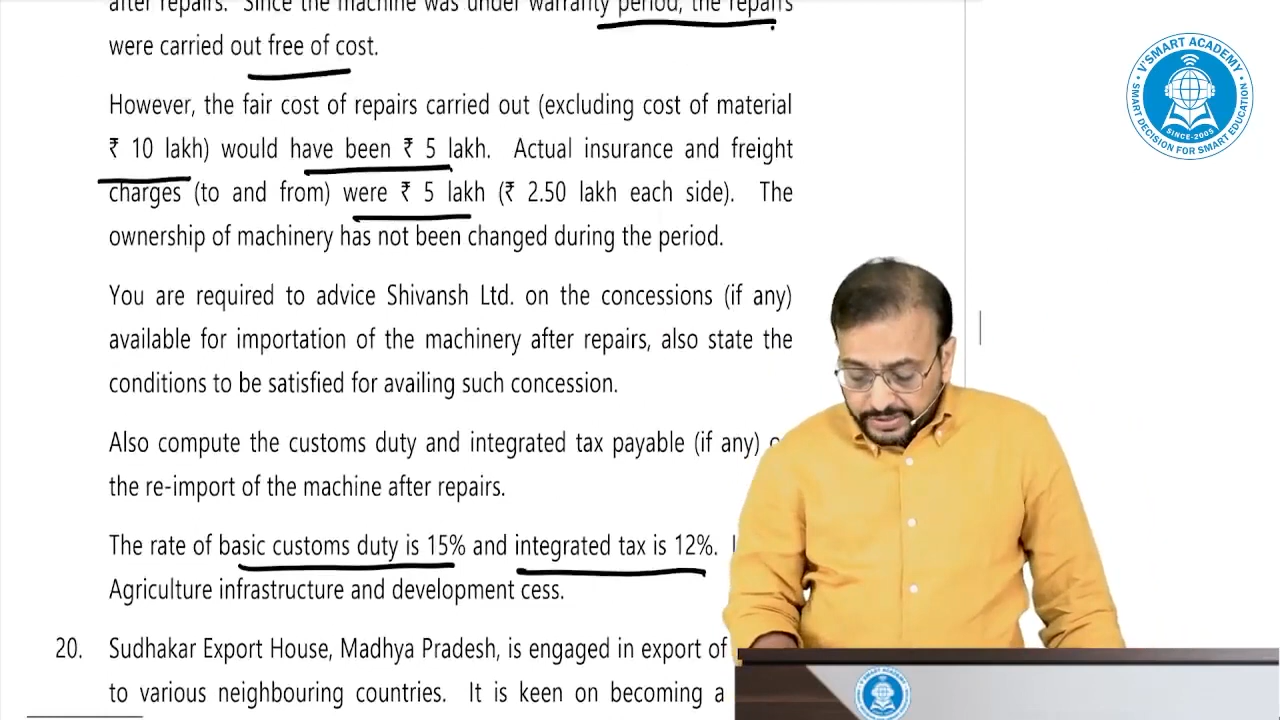 after repairs. Since the machine was under warranty period, the repairs
were carried out free of cost.
However, the fair cost of repairs carried out (excluding cost of material
₹ 10 lakh) would have been ₹ 5 lakh. Actual insurance and freight
charges (to and from) were ₹ 5 lakh (₹ 2.50 lakh each side). The
ownership of machinery has not been changed during the period.
You are required to advice Shivansh Ltd. on the concessions (if any)
available for importation of the machinery after repairs, also state the
conditions to be satisfied for availing such concession.
Also compute the customs duty and integrated tax payable (if any)
the re-import of the machine after repairs.
The rate of basic customs duty is 15% and integrated tax is 12%.
Agriculture infrastructure and development cess.
20. Sudhakar Export House, Madhya Pradesh, is engaged in export of
to various neighbouring countries. It is keen on becoming a
V'SMART ACADEMY
SMART DECISION FOR SMART EDUCATION
SINCE-2005